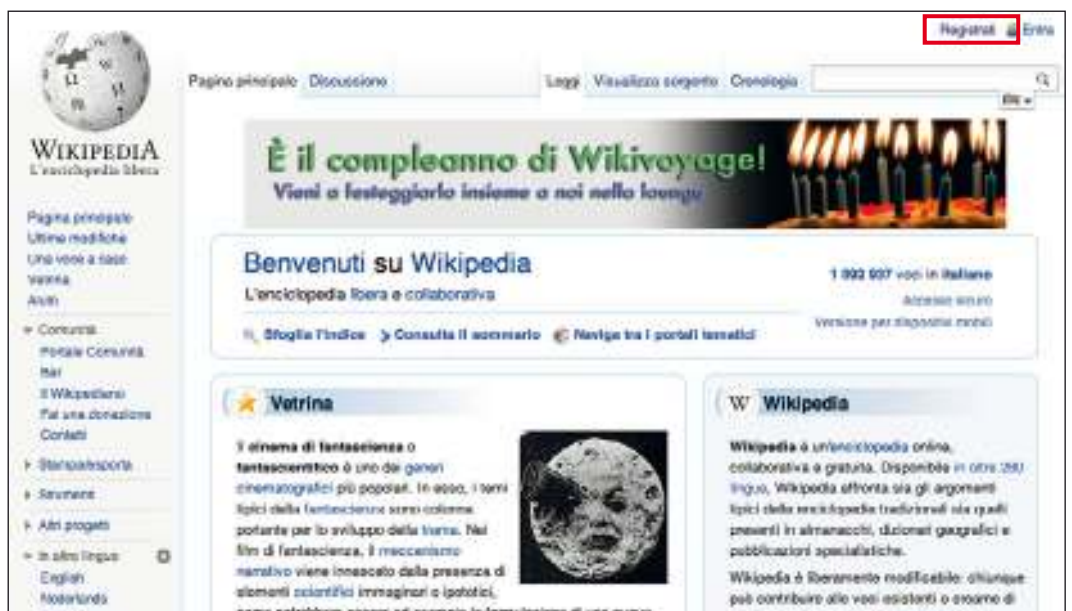 Registrati Entra
Pagina principale Discussione Leggi Visualizza sorgente Cronologia
WIKIPEDIA
L'enciclopedia libera
È il compleanno di Wikivoyage!
Vieni a festeggiarlo insieme a noi nella lounge
Pagina principale
Ultime modifiche
Una voce a caso
Vetrina
Aiuto
Benvenuti su Wikipedia
L'enciclopedia libera e collaborativa
voci in italiano
Accesso sicuro
Versione per dispositivi mobili
Sfoglia l'indice Consulta il sommario Naviga tra i portali tematici
Comunità
Portale Comunità
Bar
Il Wikipediano
Fai una donazione
Contatti
Stampa/esporta
Strumenti
Altri progetti
In altre lingue
English
Nederlands
Vetrina
Il cinema di fantascienza o
fantascientifico è uno dei generi
cinematografici più popolari. In esso, i temi
tipici della fantascienza sono colonna
portante per lo sviluppo della trama. Nei
film di fantascienza, il meccanismo
narrativo viene innescato dalla presenza di
elementi scientifici immaginari o ipotetici,
W Wikipedia
Wikipedia è un'enciclopedia online,
collaborativa e gratuita. Disponibile in oltre 280
lingue, Wikipedia affronta sia gli argomenti
tipici delle enciclopedie tradizionali sia quelli
presenti in almanacchi, dizionari geografici e
pubblicazioni specialistiche.
Wikipedia è liberamente modificabile: chiunque
può contribuire alle voci esistenti o crearne di